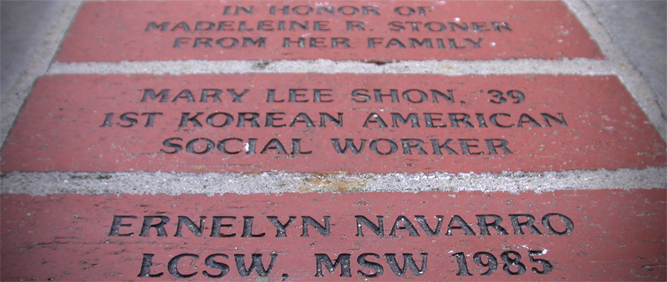 IN HONOR OF
MADELEINE R. STONER
FROM HER FAMILY
MARY LEE SHON, '39
1ST KOREAN AMERICAN
SOCIAL WORKER
ERNELYN NAVARRO
LCSW, MSW 1985